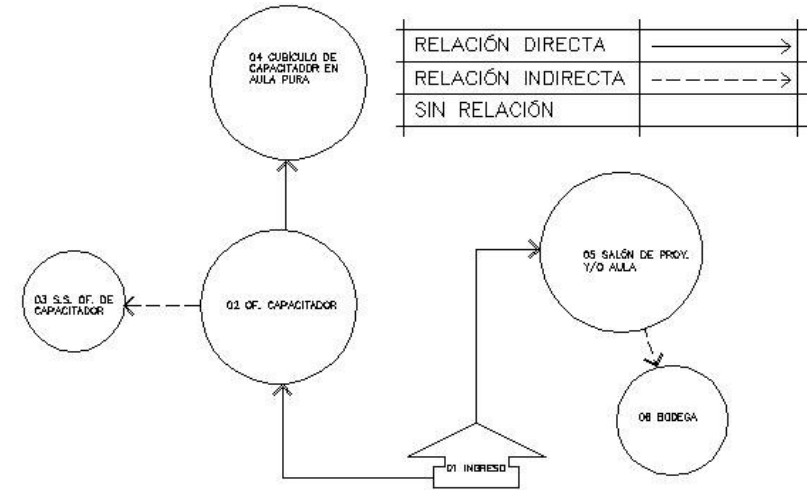 04 CUBÍCULO DE
CAPACITADOR EN
AULA PURA
RELACIÓN DIRECTA
RELACIÓN INDIRECTA
SIN RELACIÓN
05 SALÓN DE PROY.
Y/O AULA
03 S.S. OF. DE
CAPACITADOR
02 OF. CAPACITADOR
06 BODEGA
01 INGRESO